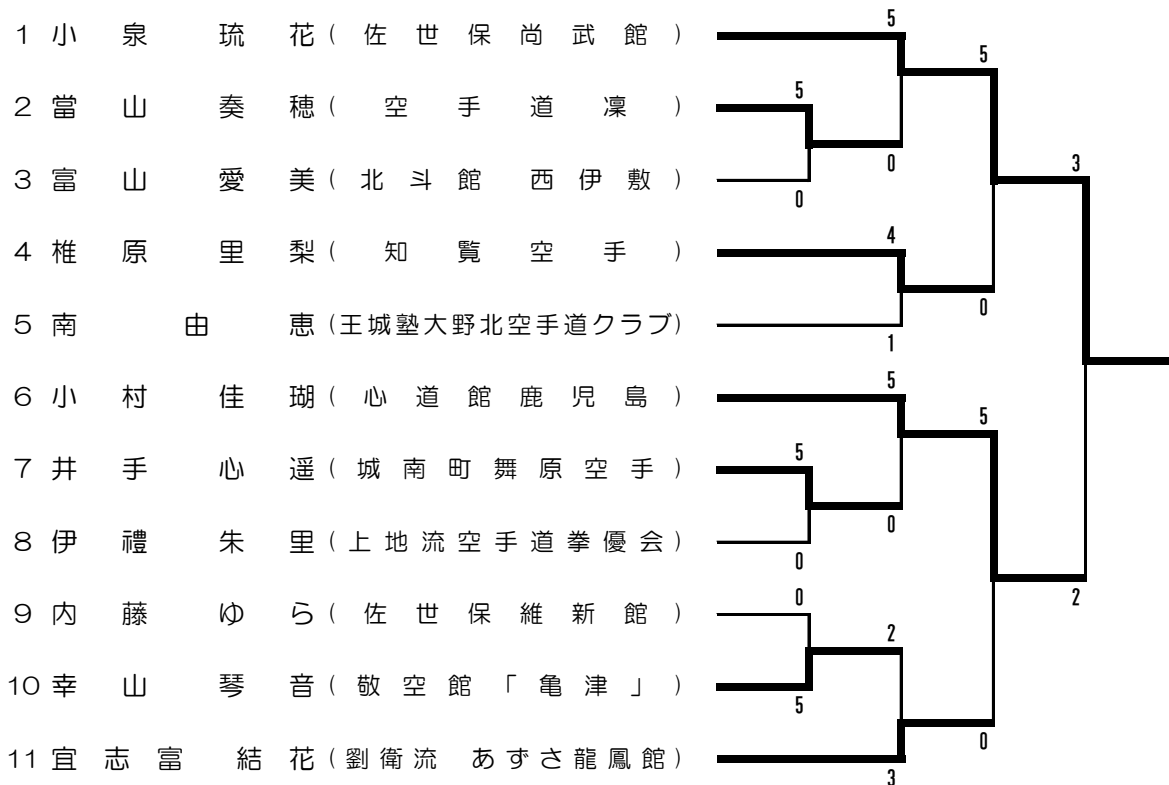 5
1 小泉 琉花 (佐世保尚武館)
5
5
2 當山 奏穂 (空手道凜)
0
3
3 富山 愛美 (北斗館 西伊敷)
0
4
4 椎原 里梨 (知覧空手)
0
5 南 由恵 (王城塾大野北空手道クラブ)
1
5
6 小村 佳瑚 (心道館鹿児島)
5
5
7 井手 心遥 (城南町舞原空手)
0
8 伊禮 朱里 (上地流空手道拳優会)
0
0
2
9 内藤 ゆら (佐世保維新館)
2
10 幸山 琴音 (敬空館「亀津」)
5
0
11 宜志富 結花 (劉衛流 あずさ龍鳳館)
3